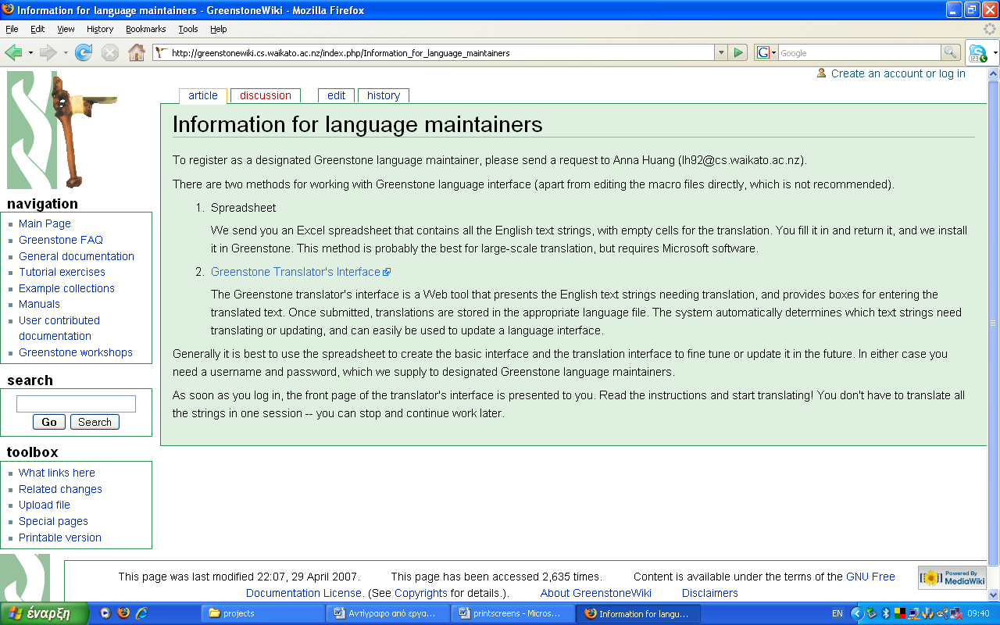 Information for language maintainers - GreenstoneWiki - Mozilla Firefox
File Edit View History Bookmarks Tools Help
http://greenstonewiki.cs.waikato.ac.nz/index.php/Information_for_language_maintainers
G Google
Create an account or log in
article discussion edit history
Information for language maintainers
To register as a designated Greenstone language maintainer, please send a request to Anna Huang (lh92@cs.waikato.ac.nz).
There are two methods for working with Greenstone language interface (apart from editing the macro files directly, which is not recommended).
1. Spreadsheet
We send you an Excel spreadsheet that contains all the English text strings, with empty cells for the translation. You fill it in and return it, and we install
it in Greenstone. This method is probably the best for large-scale translation, but requires Microsoft software.
2. Greenstone Translator's Interface
The Greenstone translator's interface is a Web tool that presents the English text strings needing translation, and provides boxes for entering the
translated text. Once submitted, translations are stored in the appropriate language file. The system automatically determines which text strings need
translating or updating, and can easily be used to update a language interface.
Generally it is best to use the spreadsheet to create the basic interface and the translation interface to fine tune or update it in the future. In either case you
need a username and password, which we supply to designated Greenstone language maintainers.
As soon as you log in, the front page of the translator's interface is presented to you. Read the instructions and start translating! You don't have to translate all
the strings in one session -- you can stop and continue work later.
navigation
Main Page
Greenstone FAQ
General documentation
Tutorial exercises
Example collections
Manuals
User contributed
documentation
Greenstone workshops
search
Go Search
toolbox
What links here
Related changes
Upload file
Special pages
Printable version
This page was last modified 22:07, 29 April 2007. This page has been accessed 2,635 times. Content is available under the terms of the GNU Free
Documentation License. (See Copyrights for details.). About GreenstoneWiki Disclaimers
Powered By
MediaWiki
έναρξη projects Αντίγραφο από εργα... printscreens - Micros... Information for langu... EN 09:40